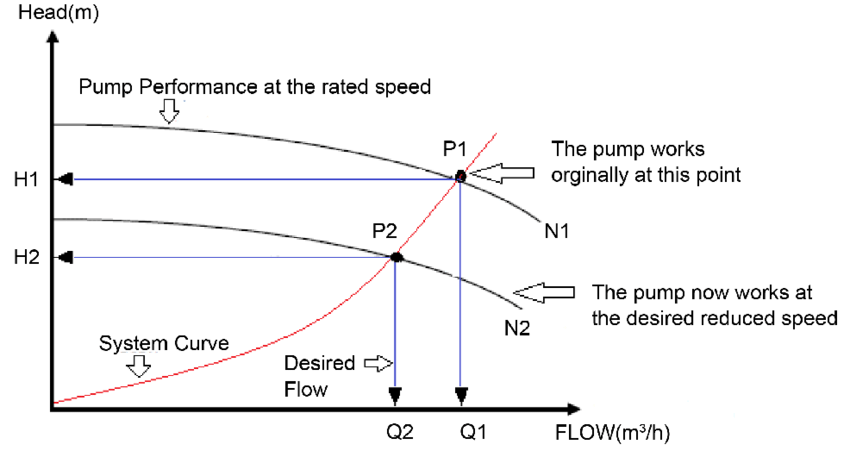 Head(m)
Pump Performance at the rated speed
P1
The pump works
orginally at this point
H1
N1
P2
H2
The pump now works at
the desired reduced speed
N2
System Curve
Desired
Flow
Q2
Q1
FLOW(m³/h)